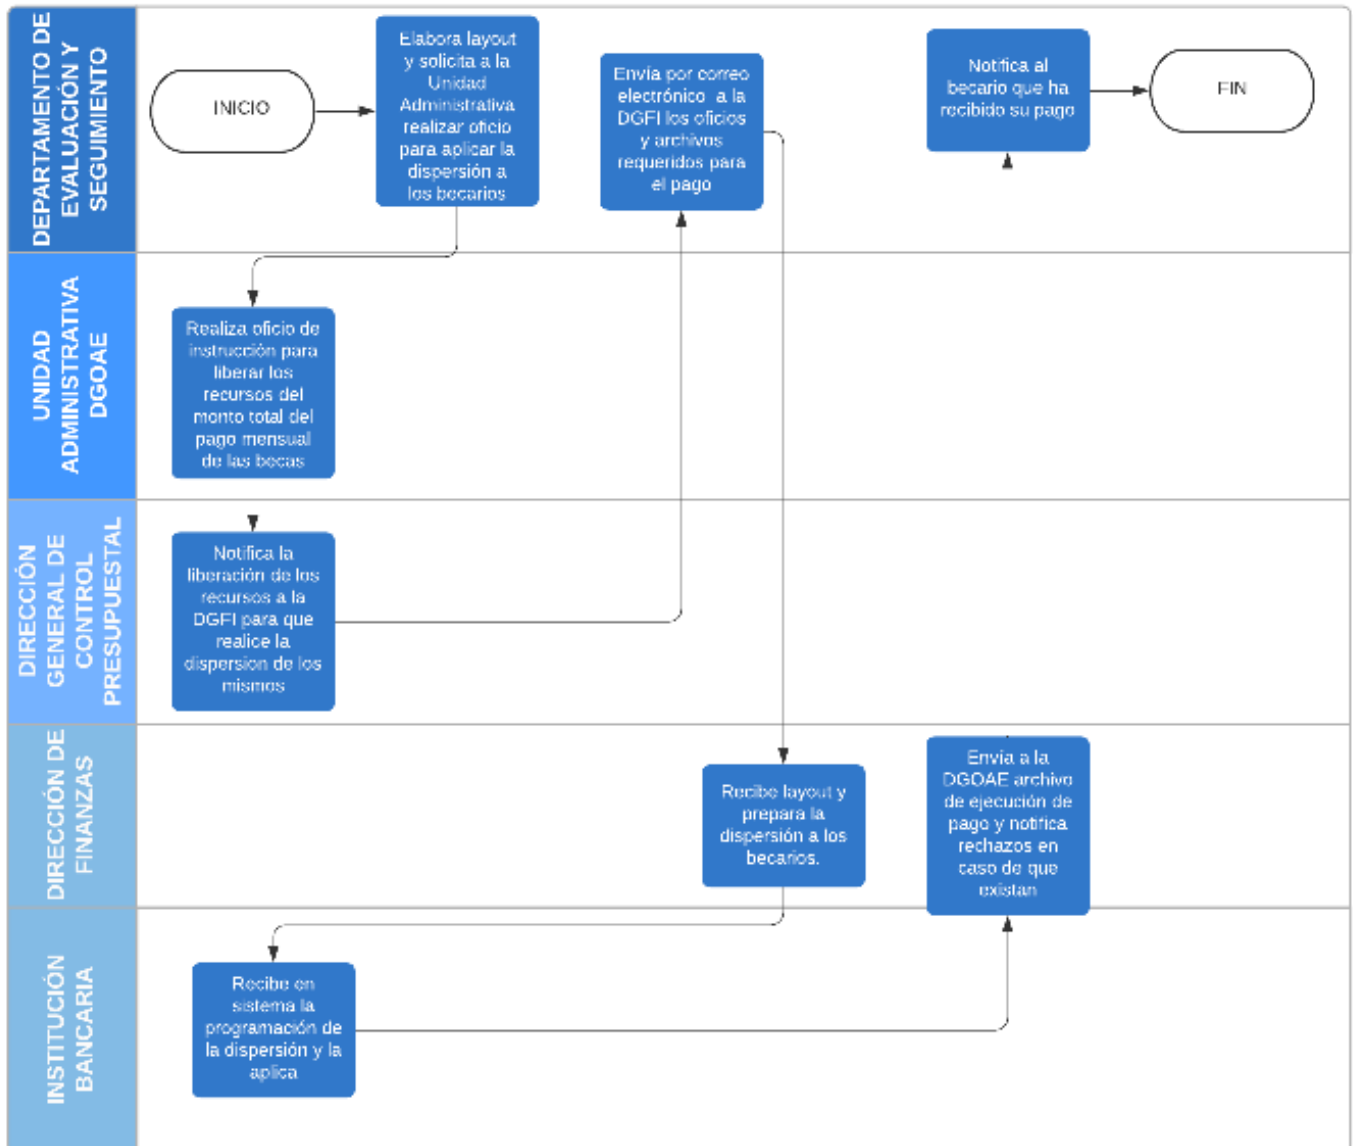 DEPARTAMENTO DE
EVALUACIÓN Y
SEGUIMIENTO
INICIO
Elabora layout
y solicita a la
Unidad
Administrativa
realizar oficio
para aplicar la
dispersión a
los becarios
Envía por correo
electrónico a la
DGFI los oficios
y archivos
requeridos para
el pago
Notifica al
becario que ha
recibido su pago
FIN
UNIDAD
ADMINISTRATIVA
DGOAE
Realiza oficio de
instrucción para
liberar los
recursos del
monto total del
pago mensual
de las becas
DIRECCIÓN
GENERAL DE
CONTROL
PRESUPUESTAL
Notifica la
liberación de los
recursos a la
DGFI para que
realice la
dispersion de los
mismos
DIRECCIÓN DE
FINANZAS
Recibe layout y
prepara la
dispersión a los
becarios.
Envía a la
DGOAE archivo
de ejecución de
pago y notifica
rechazos en
caso de que
existan
INSTITUCIÓN
BANCARIA
Recibe en
sistema la
programación de
la dispersión y la
aplica